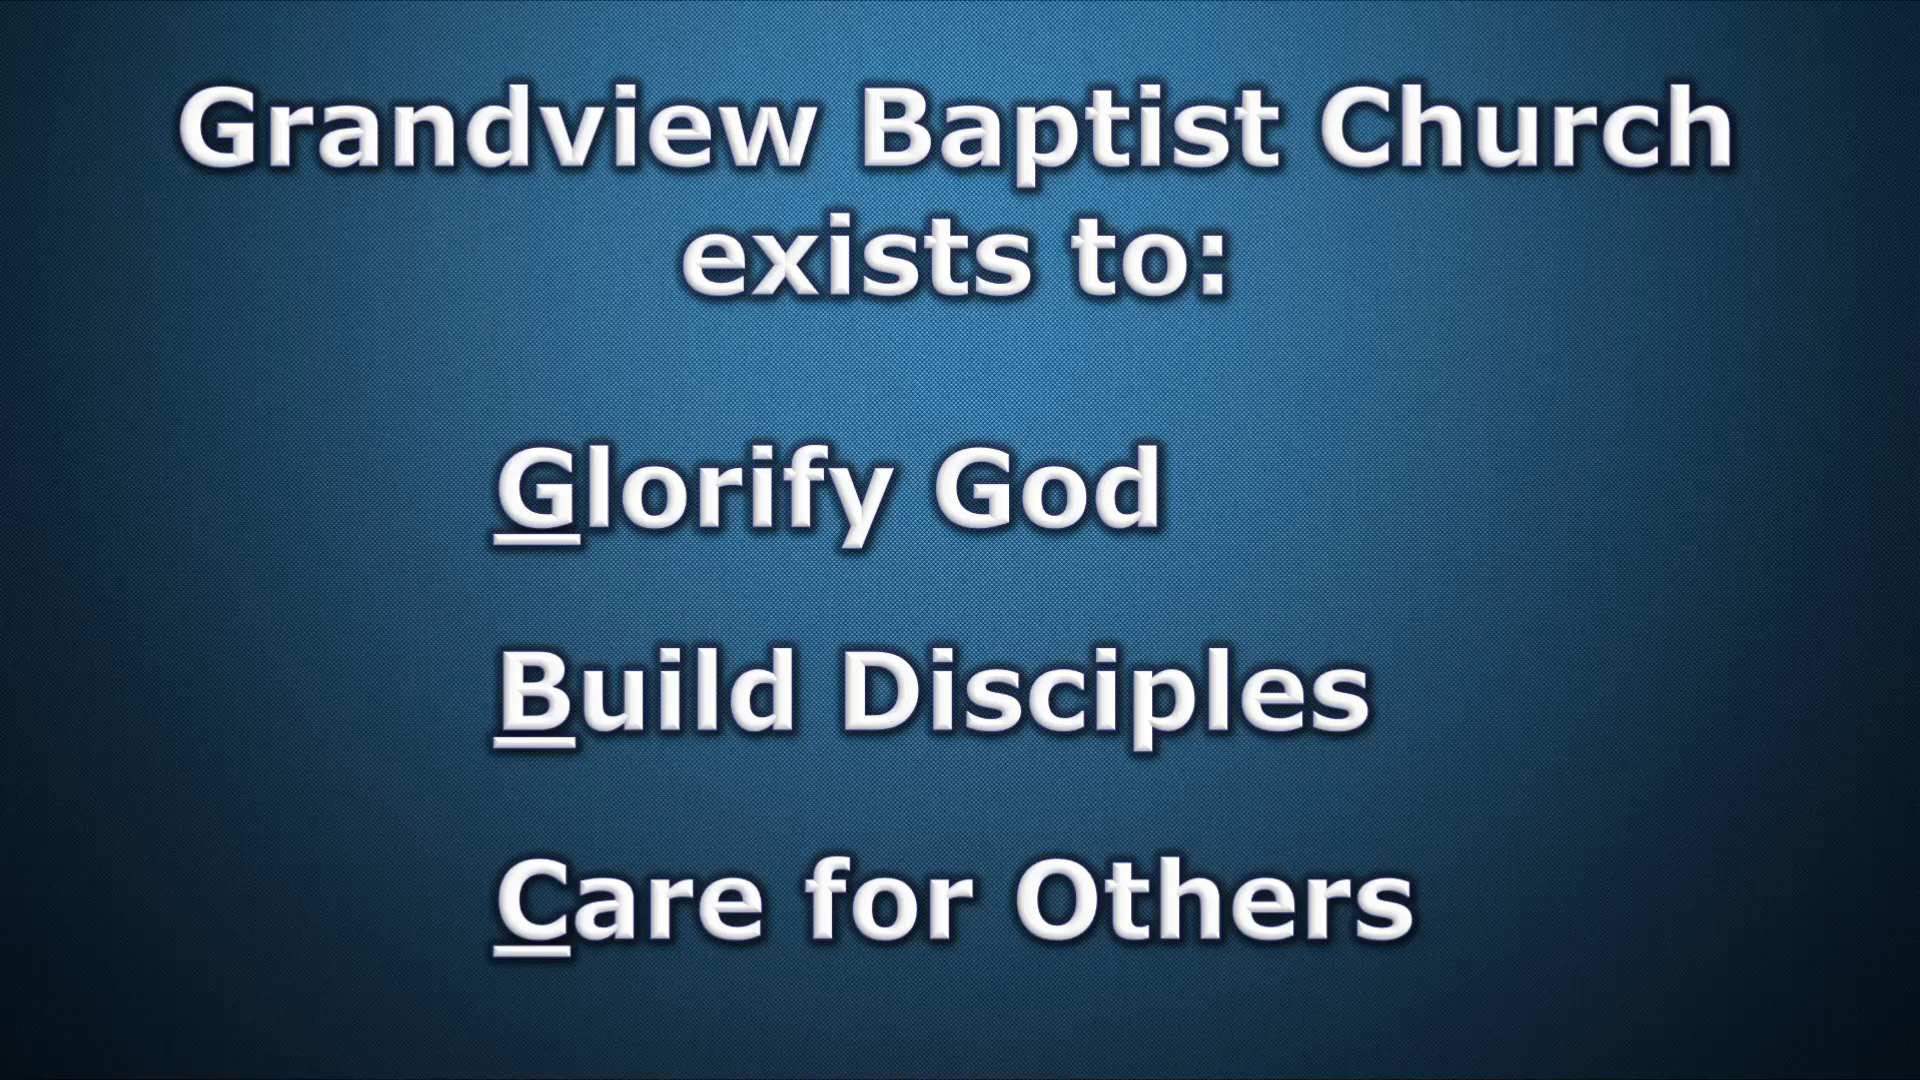 Grandview Baptist Church
exists to:
Glorify God
Build Disciples
Care for Others